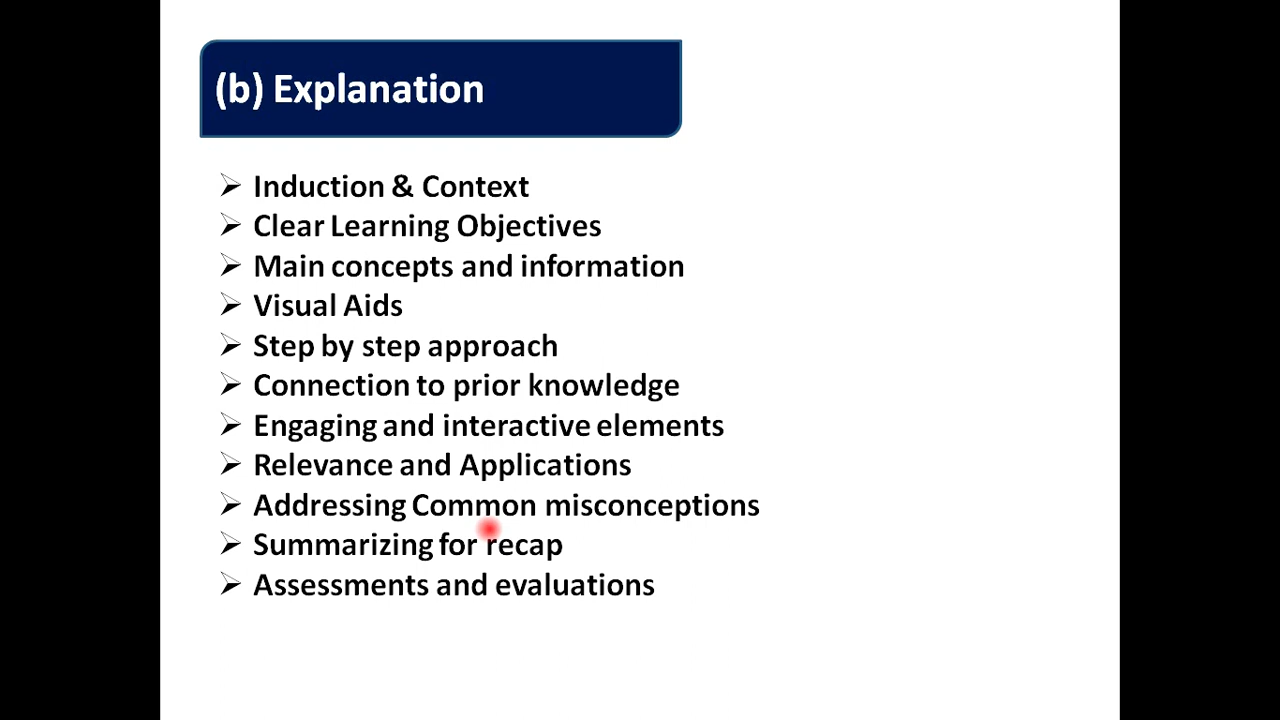 (b) Explanation
Induction & Context
Clear Learning Objectives
Main concepts and information
Visual Aids
Step by step approach
Connection to prior knowledge
Engaging and interactive elements
Relevance and Applications
Addressing Common misconceptions
Summarizing for recap
Assessments and evaluations